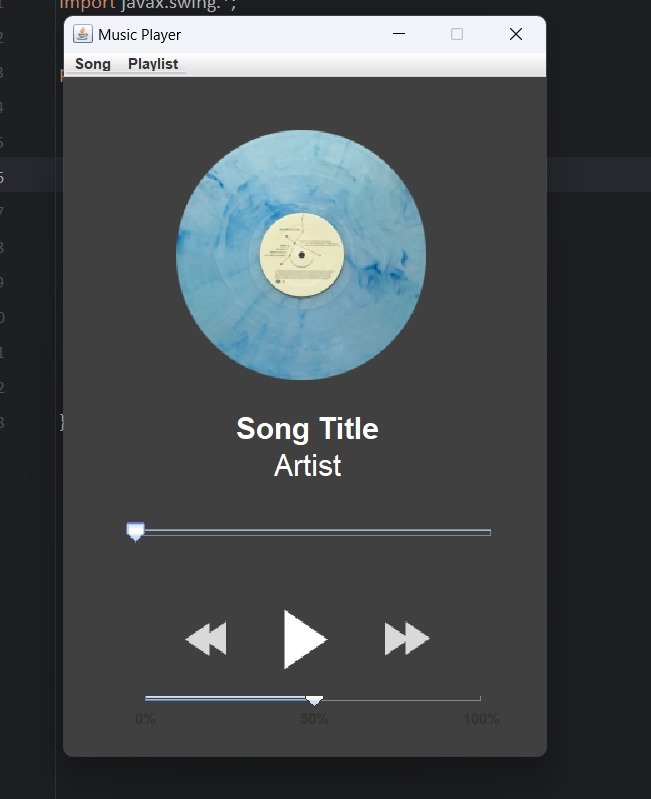 import javax.swing.*;
Music Player
Song Playlist
Song Title
Artist
0% 50% 100%
}